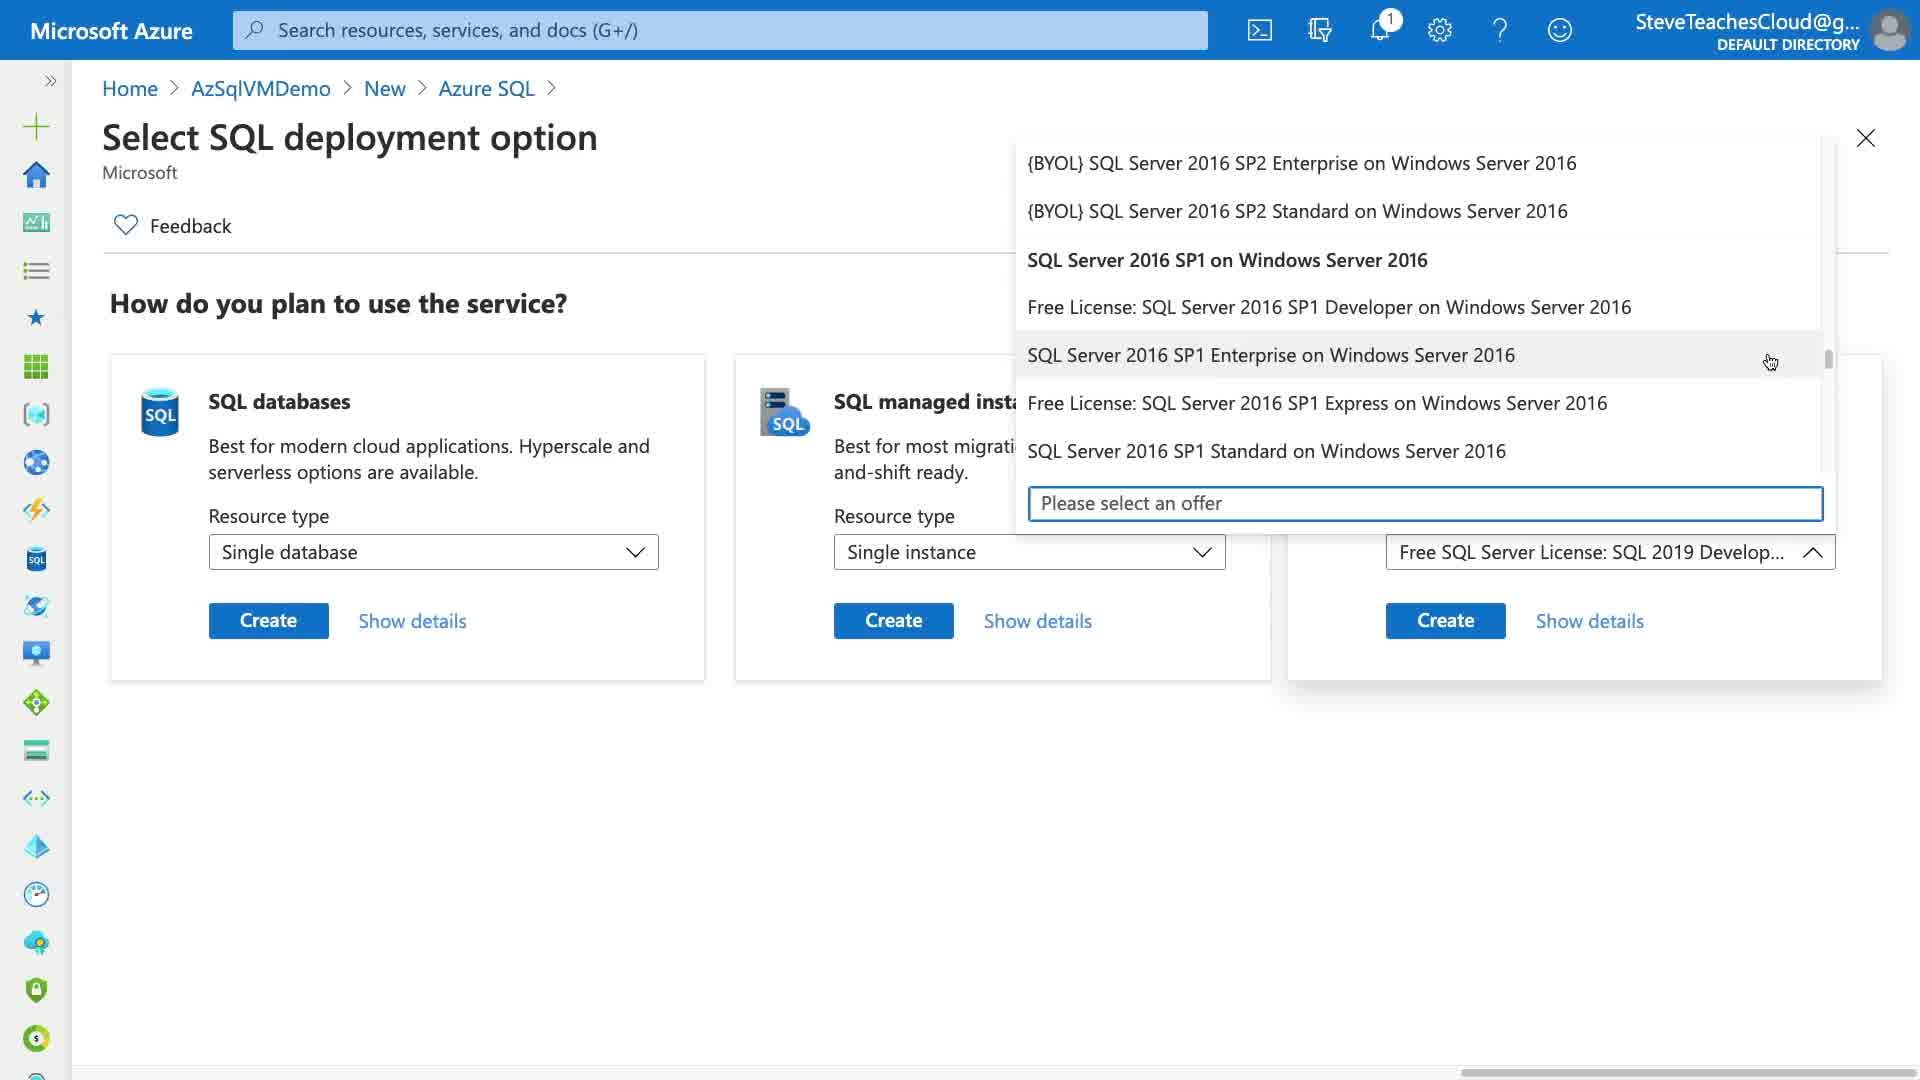 Microsoft Azure
Search resources, services, and docs (G+/)
1
SteveTeachesCloud@g...
DEFAULT DIRECTORY
Home > AzSqlVMDemo > New > Azure SQL >
Select SQL deployment option
Microsoft
Feedback
How do you plan to use the service?
SQL
SQL databases
Best for modern cloud applications. Hyperscale and
serverless options are available.
Resource type
Single database
Create
Show details
SQL
SQL managed insta
Best for most migrati
and-shift ready.
Resource type
Single instance
Create
Show details
{BYOL} SQL Server 2016 SP2 Enterprise on Windows Server 2016
{BYOL} SQL Server 2016 SP2 Standard on Windows Server 2016
SQL Server 2016 SP1 on Windows Server 2016
Free License: SQL Server 2016 SP1 Developer on Windows Server 2016
SQL Server 2016 SP1 Enterprise on Windows Server 2016
Free License: SQL Server 2016 SP1 Express on Windows Server 2016
SQL Server 2016 SP1 Standard on Windows Server 2016
Please select an offer
Free SQL Server License: SQL 2019 Develop...
Create
Show details
SQL